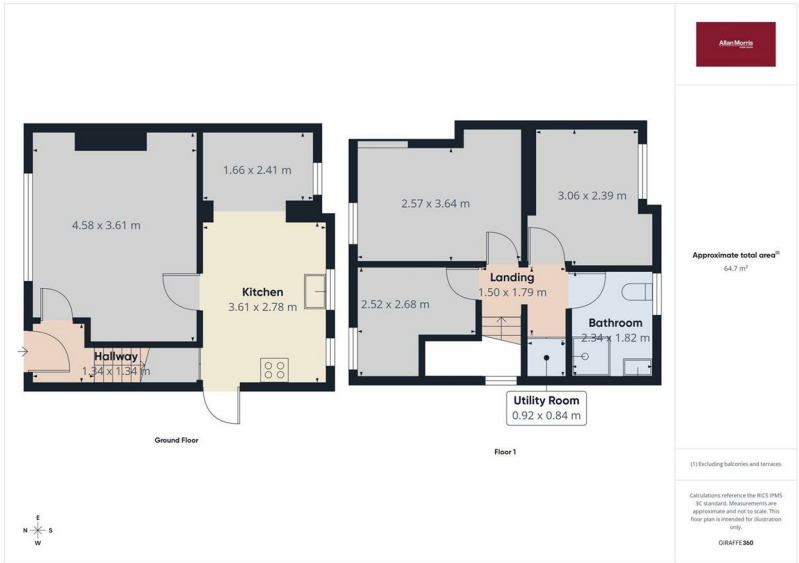 Allan Morris
1.66 x 2.41 m
4.58 x 3.61 m
Kitchen
3.61 x 2.78 m
Hallway
1.34 x 1.34 m
Ground Floor
2.57 x 3.64 m
3.06 x 2.39 m
Landing
1.50 x 1.79 m
2.52 x 2.68 m
Bathroom
2.34 x 1.82 m
Utility Room
0.92 x 0.84 m
Floor 1
Approximate total area(1)
64.7 m²
(1) Excluding balconies and terraces
Calculations reference the RICS IPMS
3C standard. Measurements are
approximate and not to scale. This
floor plan is intended for illustration
only.
GIRAFFE360
E
N S
W